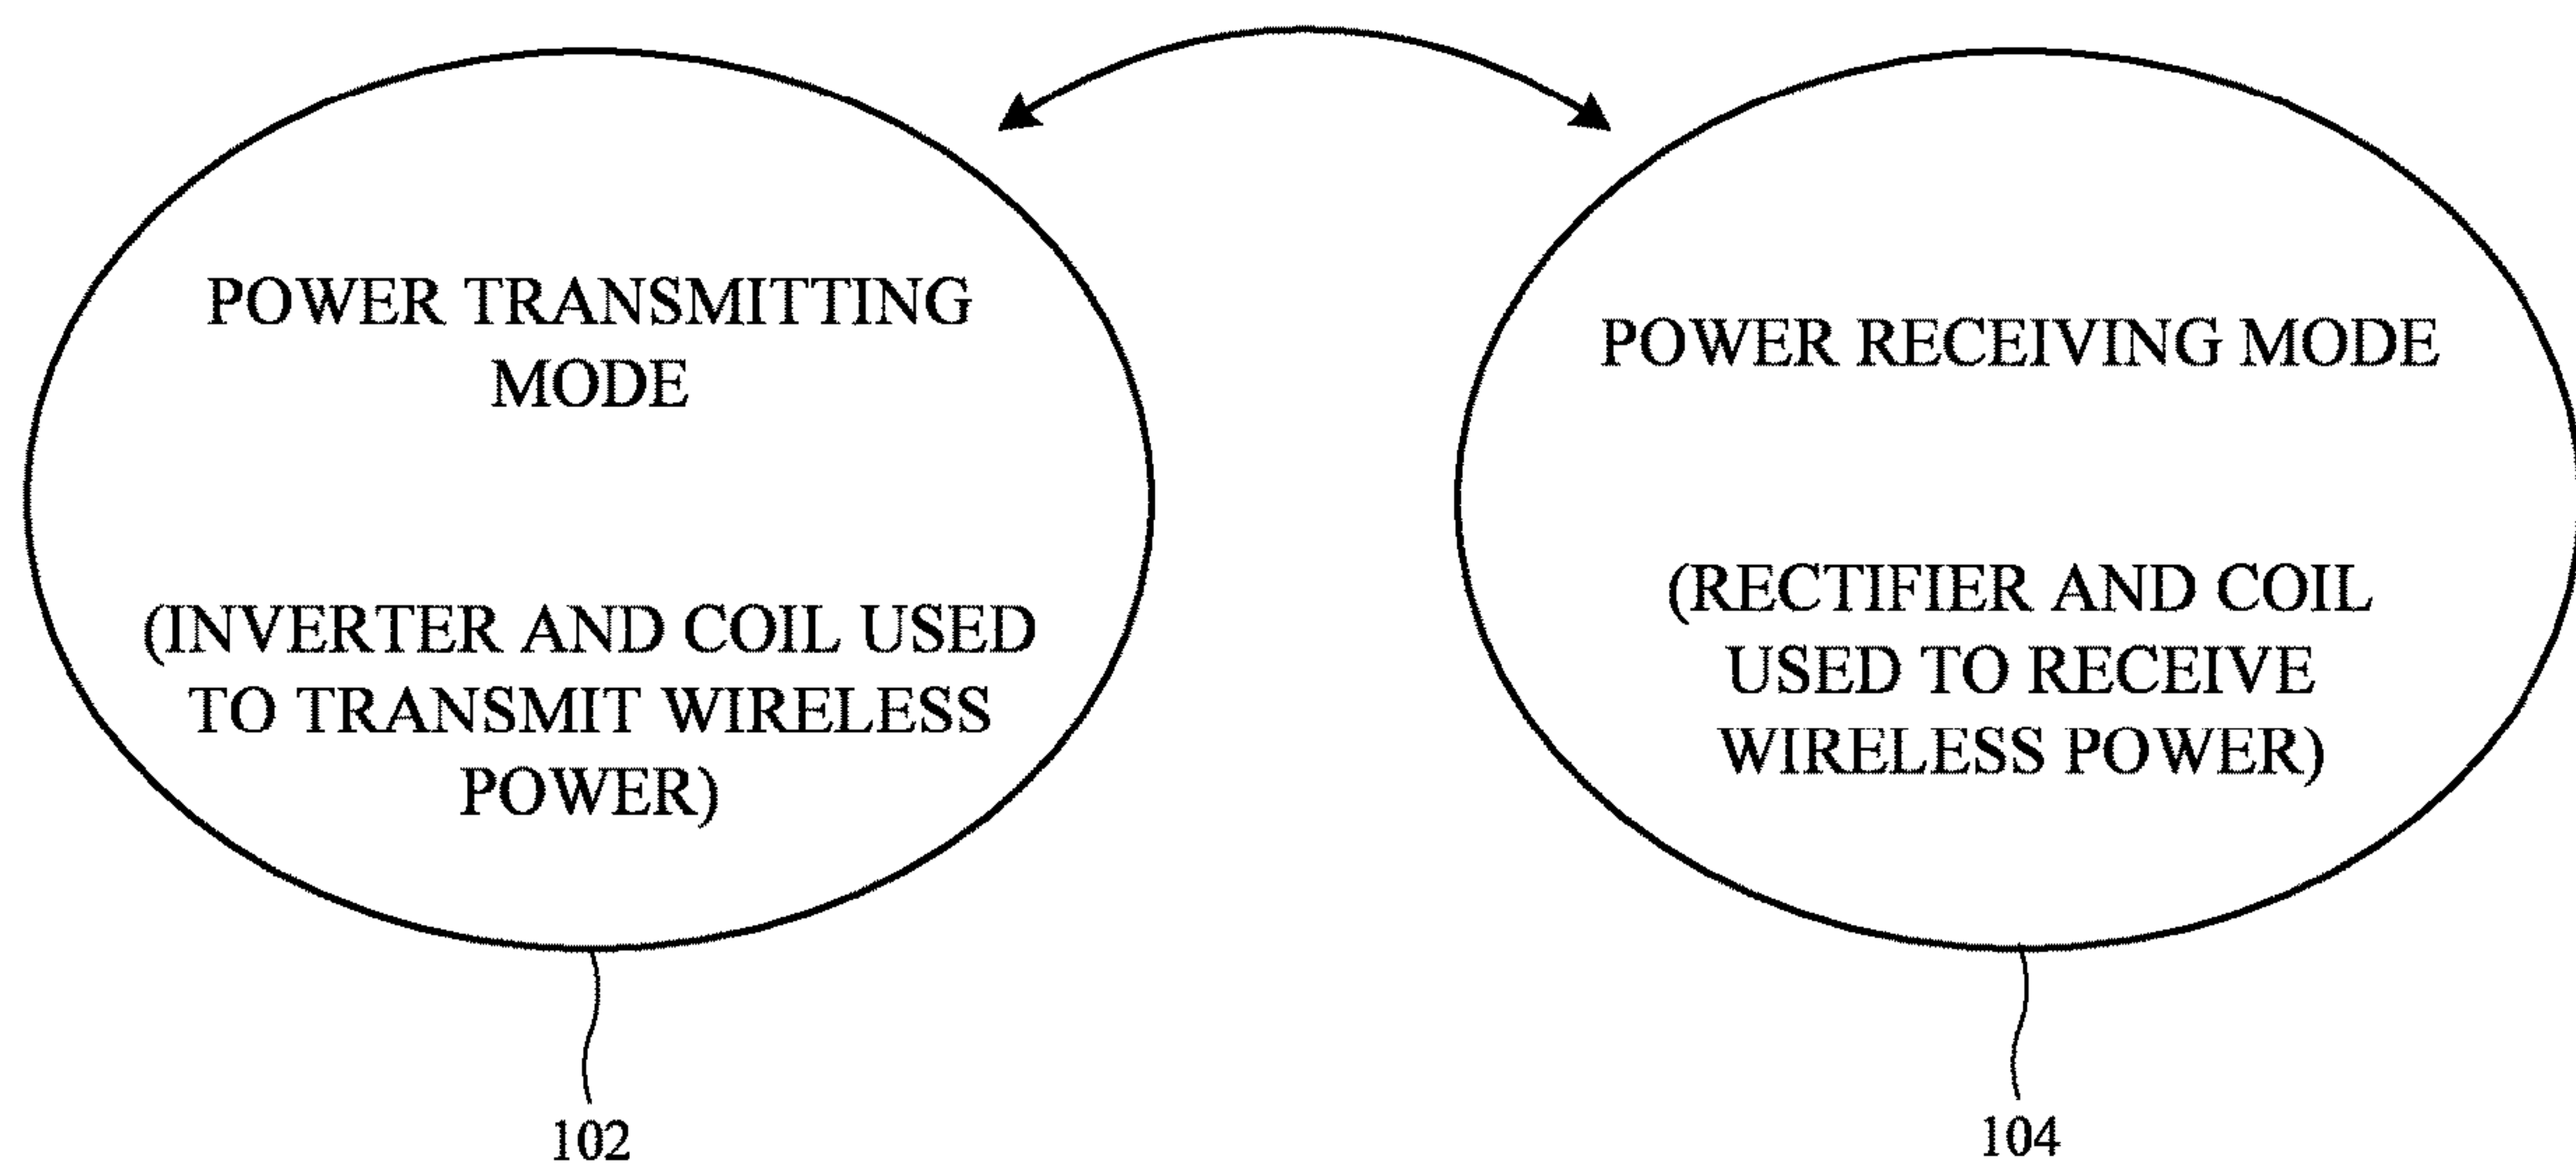 POWER TRANSMITTING
MODE
(INVERTER AND COIL USED
TO TRANSMIT WIRELESS
POWER)
102
POWER RECEIVING MODE
(RECTIFIER AND COIL
USED TO RECEIVE
WIRELESS POWER)
104